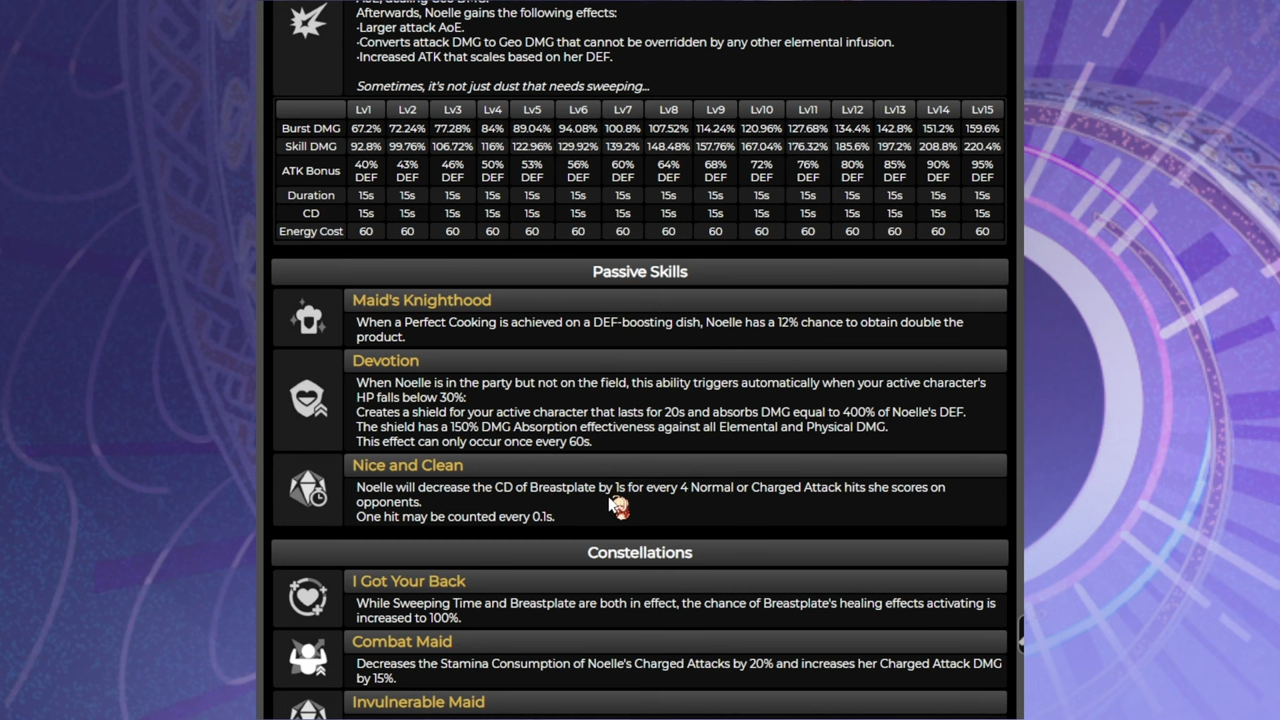 AoE, dealing Geo DMG.
Afterwards, Noelle gains the following effects:
·Larger attack AoE.
·Converts attack DMG to Geo DMG that cannot be overridden by any other elemental infusion.
·Increased ATK that scales based on her DEF.
Sometimes, it's not just dust that needs sweeping...
Lv1 Lv2 Lv3 Lv4 Lv5 Lv6 Lv7 Lv8 Lv9 Lv10 Lv11 Lv12 Lv13 Lv14 Lv15
Burst DMG 67.2% 72.24% 77.28% 84% 89.04% 94.08% 100.8% 107.52% 114.24% 120.96% 127.68% 134.4% 142.8% 151.2% 159.6%
Skill DMG 92.8% 99.76% 106.72% 116% 122.96% 129.92% 139.2% 148.48% 157.76% 167.04% 176.32% 185.6% 197.2% 208.8% 220.4%
40% 43% 46% 50% 53% 56% 60% 64% 68% 72% 76% 80% 85% 90% 95%
ATK Bonus
DEF DEF DEF DEF DEF DEF DEF DEF DEF DEF DEF DEF DEF DEF DEF
Duration 15s 15s 15s 15s 15s 15s 15s 15s 15s 15s 15s 15s 15s 15s 15s
CD 15s 15s 15s 15s 15s 15s 15s 15s 15s 15s 15s 15s 15s 15s 15s
Energy Cost 60 60 60 60 60 60 60 60 60 60 60 60 60 60 60
Passive Skills
Maid's Knighthood
When a Perfect Cooking is achieved on a DEF-boosting dish, Noelle has a 12% chance to obtain double the
product.
Devotion
When Noelle is in the party but not on the field, this ability triggers automatically when your active character's
HP falls below 30%:
Creates a shield for your active character that lasts for 20s and absorbs DMG equal to 400% of Noelle's DEF.
The shield has a 150% DMG Absorption effectiveness against all Elemental and Physical DMG.
This effect can only occur once every 60s.
Nice and Clean
Noelle will decrease the CD of Breastplate by 1s for every 4 Normal or Charged Attack hits she scores on
opponents.
One hit may be counted every 0.1s.
Constellations
I Got Your Back
While Sweeping Time and Breastplate are both in effect, the chance of Breastplate's healing effects activating is
increased to 100%.
Combat Maid
Decreases the Stamina Consumption of Noelle's Charged Attacks by 20% and increases her Charged Attack DMG
by 15%.
Invulnerable Maid